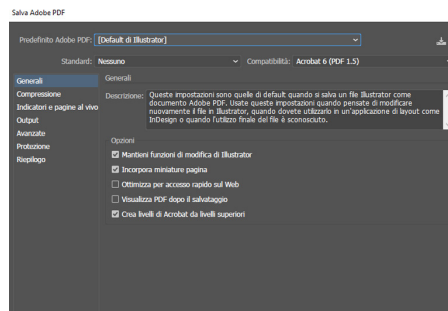 Salva Adobe PDF
Predefinito Adobe PDF: [Default di Illustrator]
Standard: Nessuno Compatibilità: Acrobat 6 (PDF 1.5)
Generali
Compressione
Indicatori e pagine al vivo
Output
Avanzate
Protezione
Riepilogo
Generali
Descrizione: Queste impostazioni sono quelle di default quando si salva un file Illustrator come
documento Adobe PDF. Usate queste impostazioni quando pensate di modificare
nuovamente il file in Illustrator, quando dovete utilizzarlo in un'applicazione di layout come
InDesign o quando l'utilizzo finale del file è sconosciuto.
Opzioni
Mantieni funzioni di modifica di Illustrator
Incorpora miniature pagina
Ottimizza per accesso rapido sul Web
Visualizza PDF dopo il salvataggio
Crea livelli di Acrobat da livelli superiori